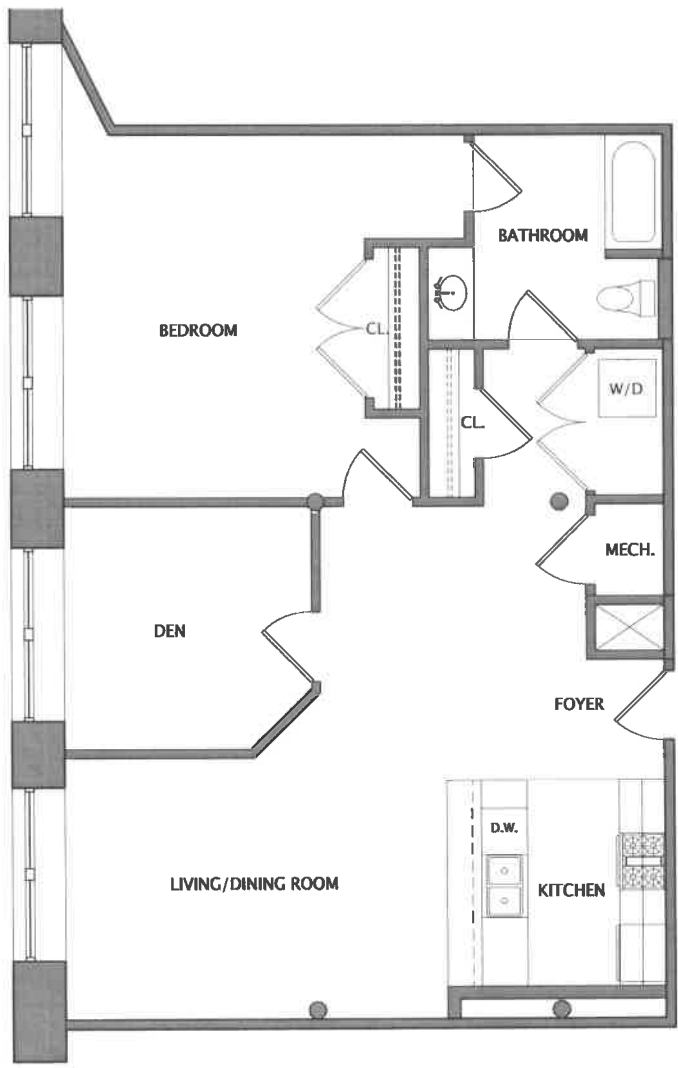 BATHROOM
BEDROOM
CL.
W/D
CL.
MECH.
DEN
FOYER
D.W.
LIVING/DINING ROOM
KITCHEN